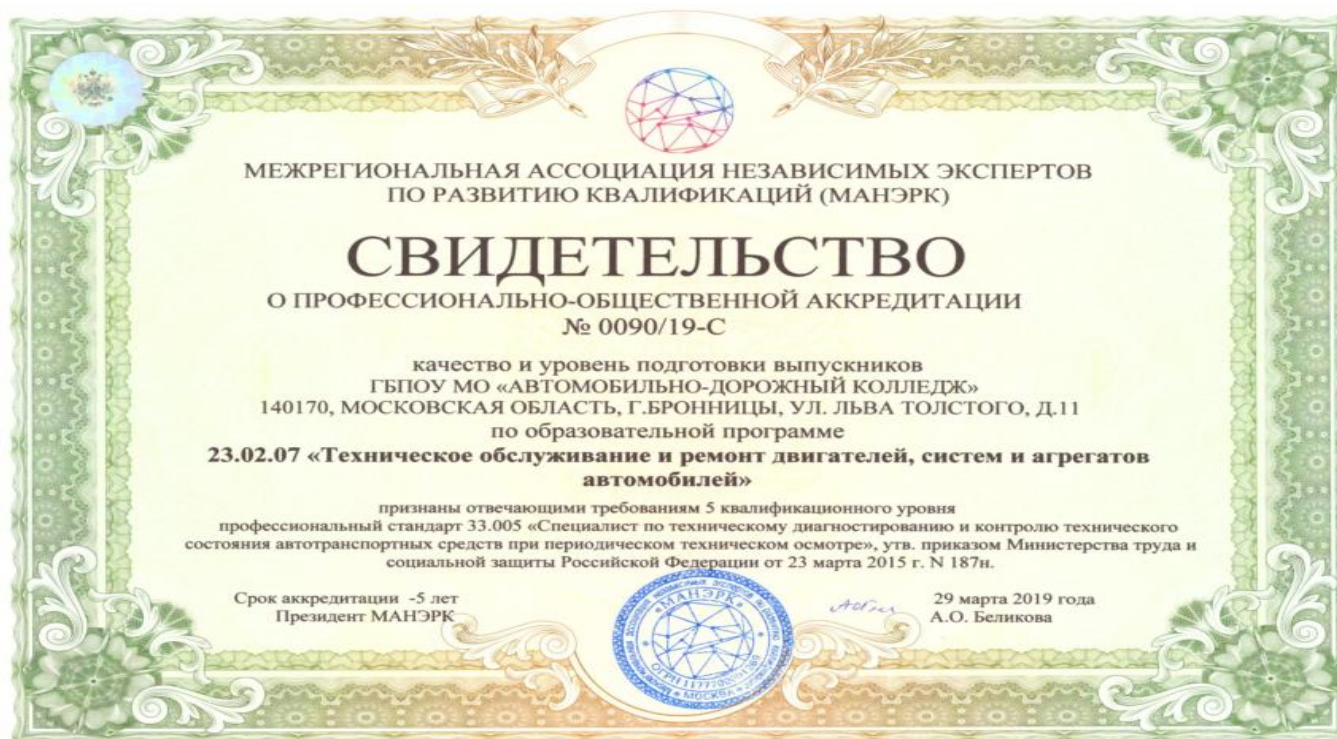 МЕЖРЕГИОНАЛЬНАЯ АССОЦИАЦИЯ НЕЗАВИСИМЫХ ЭКСПЕРТОВ
ПО РАЗВИТИЮ КВАЛИФИКАЦИЙ (МАНЭРК)
СВИДЕТЕЛЬСТВО
О ПРОФЕССИОНАЛЬНО-ОБЩЕСТВЕННОЙ АККРЕДИТАЦИИ
№ 0090/19-С
качество и уровень подготовки выпускников
ГБПОУ МО «АВТОМОБИЛЬНО-ДОРОЖНЫЙ КОЛЛЕДЖ»
140170, МОСКОВСКАЯ ОБЛАСТЬ, Г.БРОННИЦЫ, УЛ. ЛЬВА ТОЛСТОГО, Д.11
по образовательной программе
23.02.07 «Техническое обслуживание и ремонт двигателей, систем и агрегатов
автомобилей»
признаны отвечающими требованиям 5 квалификационного уровня
профессиональный стандарт 33.005 «Специалист по техническому диагностированию и контролю технического
состояния автотранспортных средств при периодическом техническом осмотре», утв. приказом Министерства труда и
социальной защиты Российской Федерации от 23 марта 2015 г. N 187н.
Срок аккредитации -5 лет
Президент МАНЭРК
29 марта 2019 года
А.О. Беликова
«МАНЭРК»
МОСКВА